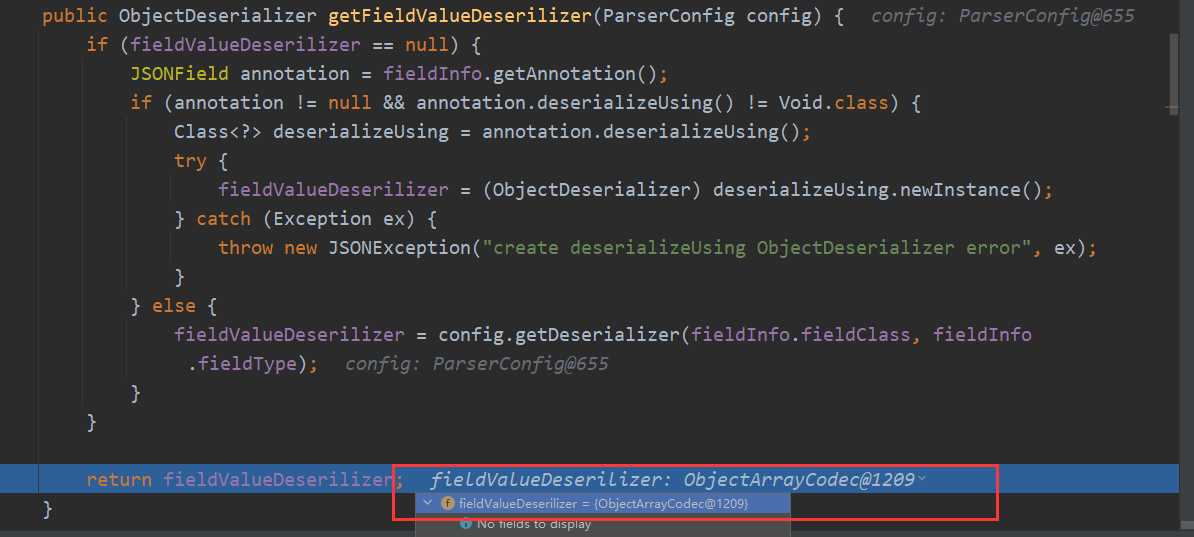 public ObjectDeserializer getFieldValueDeserilizer(ParserConfig config) {  config: ParserConfig@655
if (fieldValueDeserilizer == null) {
JSONField annotation = fieldInfo.getAnnotation();
if (annotation != null && annotation.deserializeUsing() != Void.class) {
Class<?> deserializeUsing = annotation.deserializeUsing();
try {
fieldValueDeserilizer = (ObjectDeserializer) deserializeUsing.newInstance();
} catch (Exception ex) {
throw new JSONException("create deserializeUsing ObjectDeserializer error", ex);
}
} else {
fieldValueDeserilizer = config.getDeserializer(fieldInfo.fieldClass, fieldInfo
.fieldType);  config: ParserConfig@655
}
}
return fieldValueDeserilizer;  fieldValueDeserilizer: ObjectArrayCodec@1209
f fieldValueDeserilizer = {ObjectArrayCodec@1209}
}
No fields to display